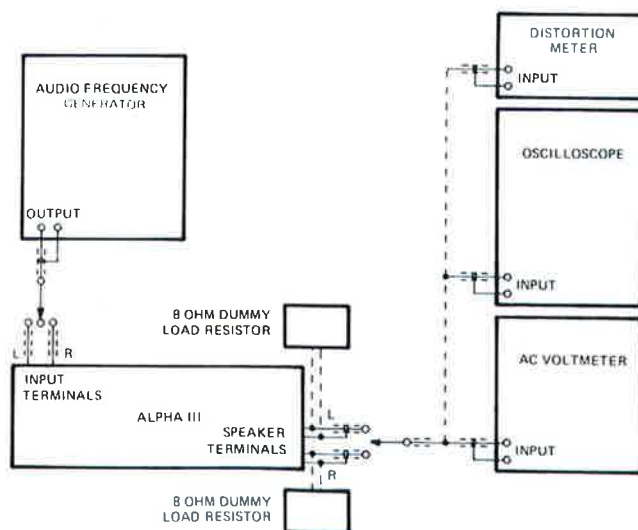 AUDIO FREQUENCY
GENERATOR
OUTPUT
DISTORTION
METER
INPUT
OSCILLOSCOPE
INPUT
AC VOLTMETER
INPUT
8 OHM DUMMY
LOAD RESISTOR
L
R
INPUT
TERMINALS
ALPHA III
SPEAKER
TERMINALS
L
R
8 OHM DUMMY
LOAD RESISTOR